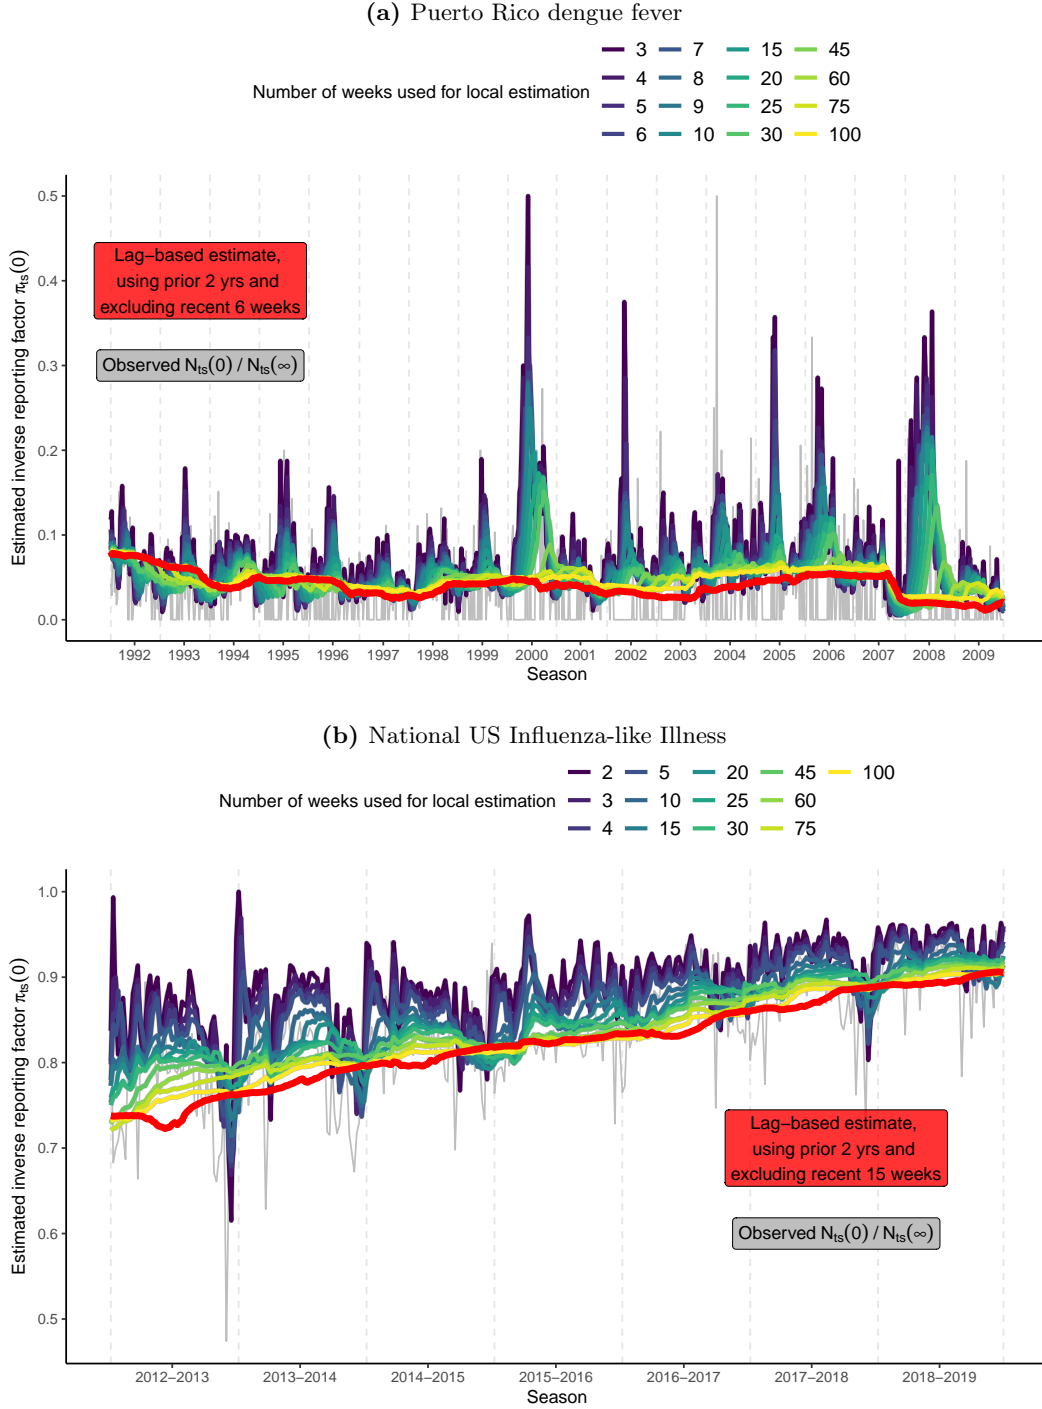 (a) Puerto Rico dengue fever
Number of weeks used for local estimation
3 7 15 45
4 8 20 60
5 9 25 75
6 10 30 100
Estimated inverse reporting factor πts(0)
0.5
0.4
0.3
0.2
0.1
0.0
Lag−based estimate,
using prior 2 yrs and
excluding recent 6 weeks
Observed Nts(0) / Nts(∞)
1992 1993 1994 1995 1996 1997 1998 1999 2000 2001 2002 2003 2004 2005 2006 2007 2008 2009
Season
(b) National US Influenza-like Illness
Number of weeks used for local estimation
2 5 20 45 100
3 10 25 60
4 15 30 75
Estimated inverse reporting factor πts(0)
1.0
0.9
0.8
0.7
0.6
0.5
Lag−based estimate,
using prior 2 yrs and
excluding recent 15 weeks
Observed Nts(0) / Nts(∞)
2012−2013 2013−2014 2014−2015 2015−2016 2016−2017 2017−2018 2018−2019
Season